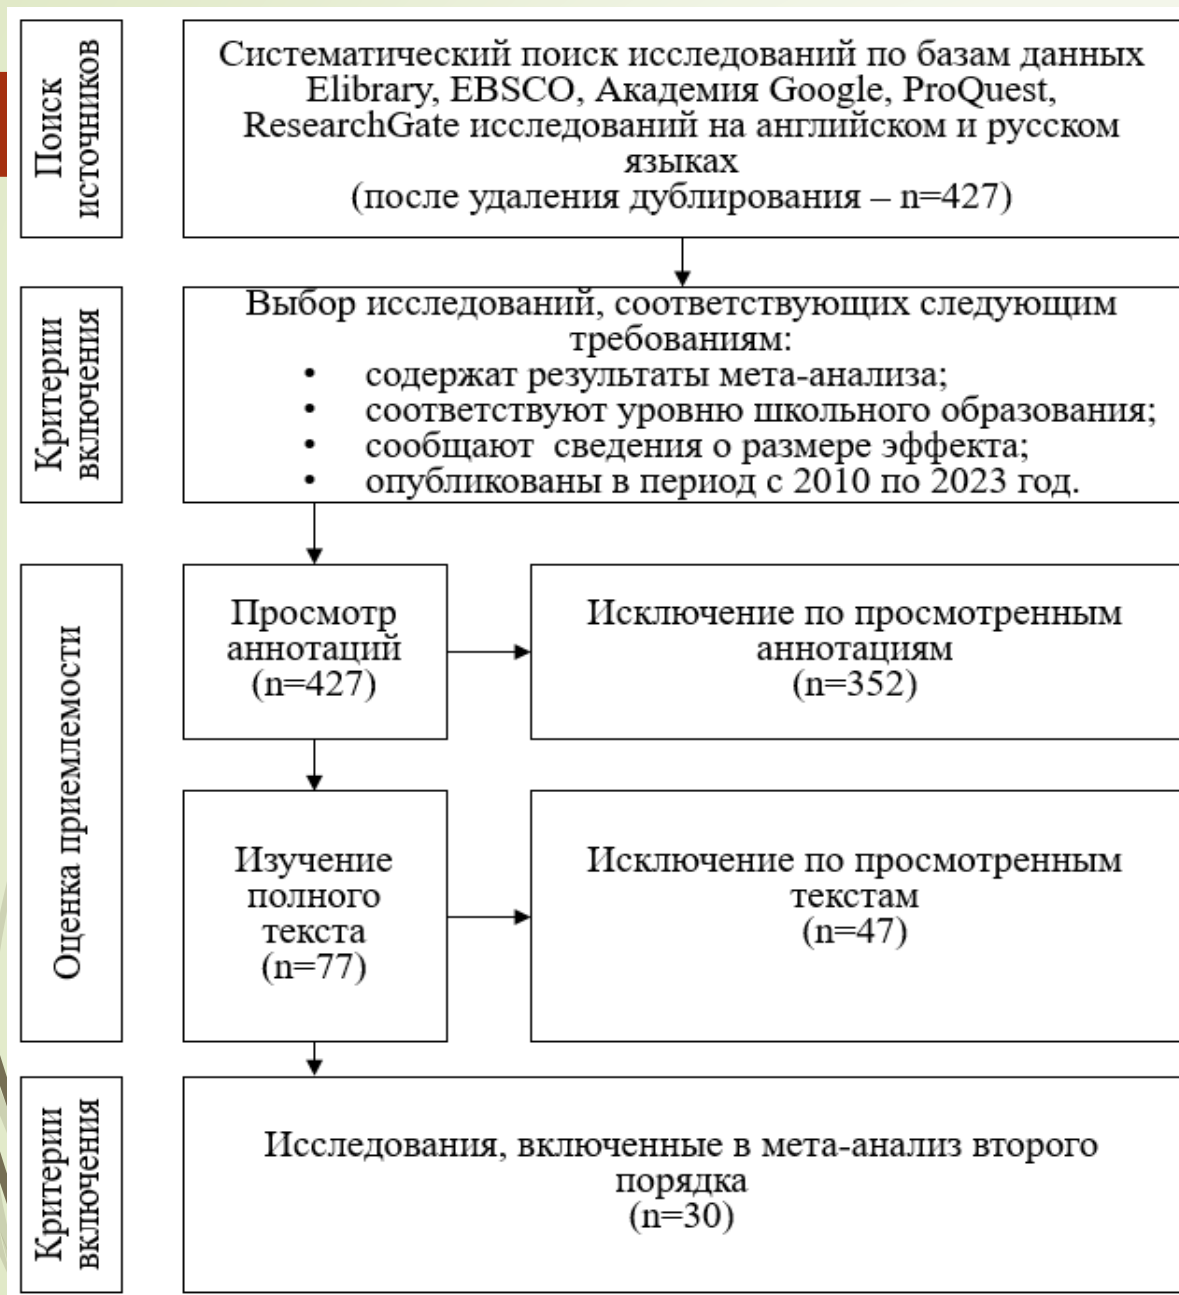 Поиск
источников
Систематический поиск исследований по базам данных
Elibrary, EBSCO, Академия Google, ProQuest,
ResearchGate исследований на английском и русском
языках
(после удаления дублирования – n=427)
Критерии
включения
Выбор исследований, соответствующих следующим
требованиям:
• содержат результаты мета-анализа;
• соответствуют уровню школьного образования;
• сообщают сведения о размере эффекта;
• опубликованы в период с 2010 по 2023 год.
Оценка приемлемости
Просмотр
аннотаций
(n=427)
Исключение по просмотренным
аннотациям
(n=352)
Изучение
полного
текста
(n=77)
Исключение по просмотренным
текстам
(n=47)
Критерии
включения
Исследования, включенные в мета-анализ второго
порядка
(n=30)